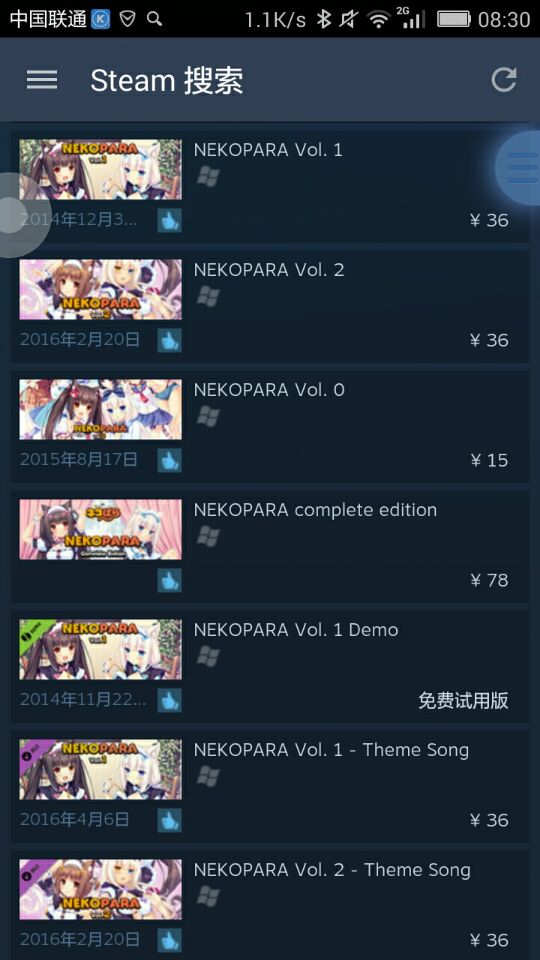 中国联通 1.1K/s 2G 08:30
Steam 搜索
NEKOPARA Vol. 1
2014年12月3...
¥ 36
NEKOPARA Vol. 2
2016年2月20日
¥ 36
NEKOPARA Vol. 0
2015年8月17日
¥ 15
NEKOPARA complete edition
¥ 78
NEKOPARA Vol. 1 Demo
2014年11月22...
免费试用版
NEKOPARA Vol. 1 - Theme Song
2016年4月6日
¥ 36
NEKOPARA Vol. 2 - Theme Song
2016年2月20日
¥ 36